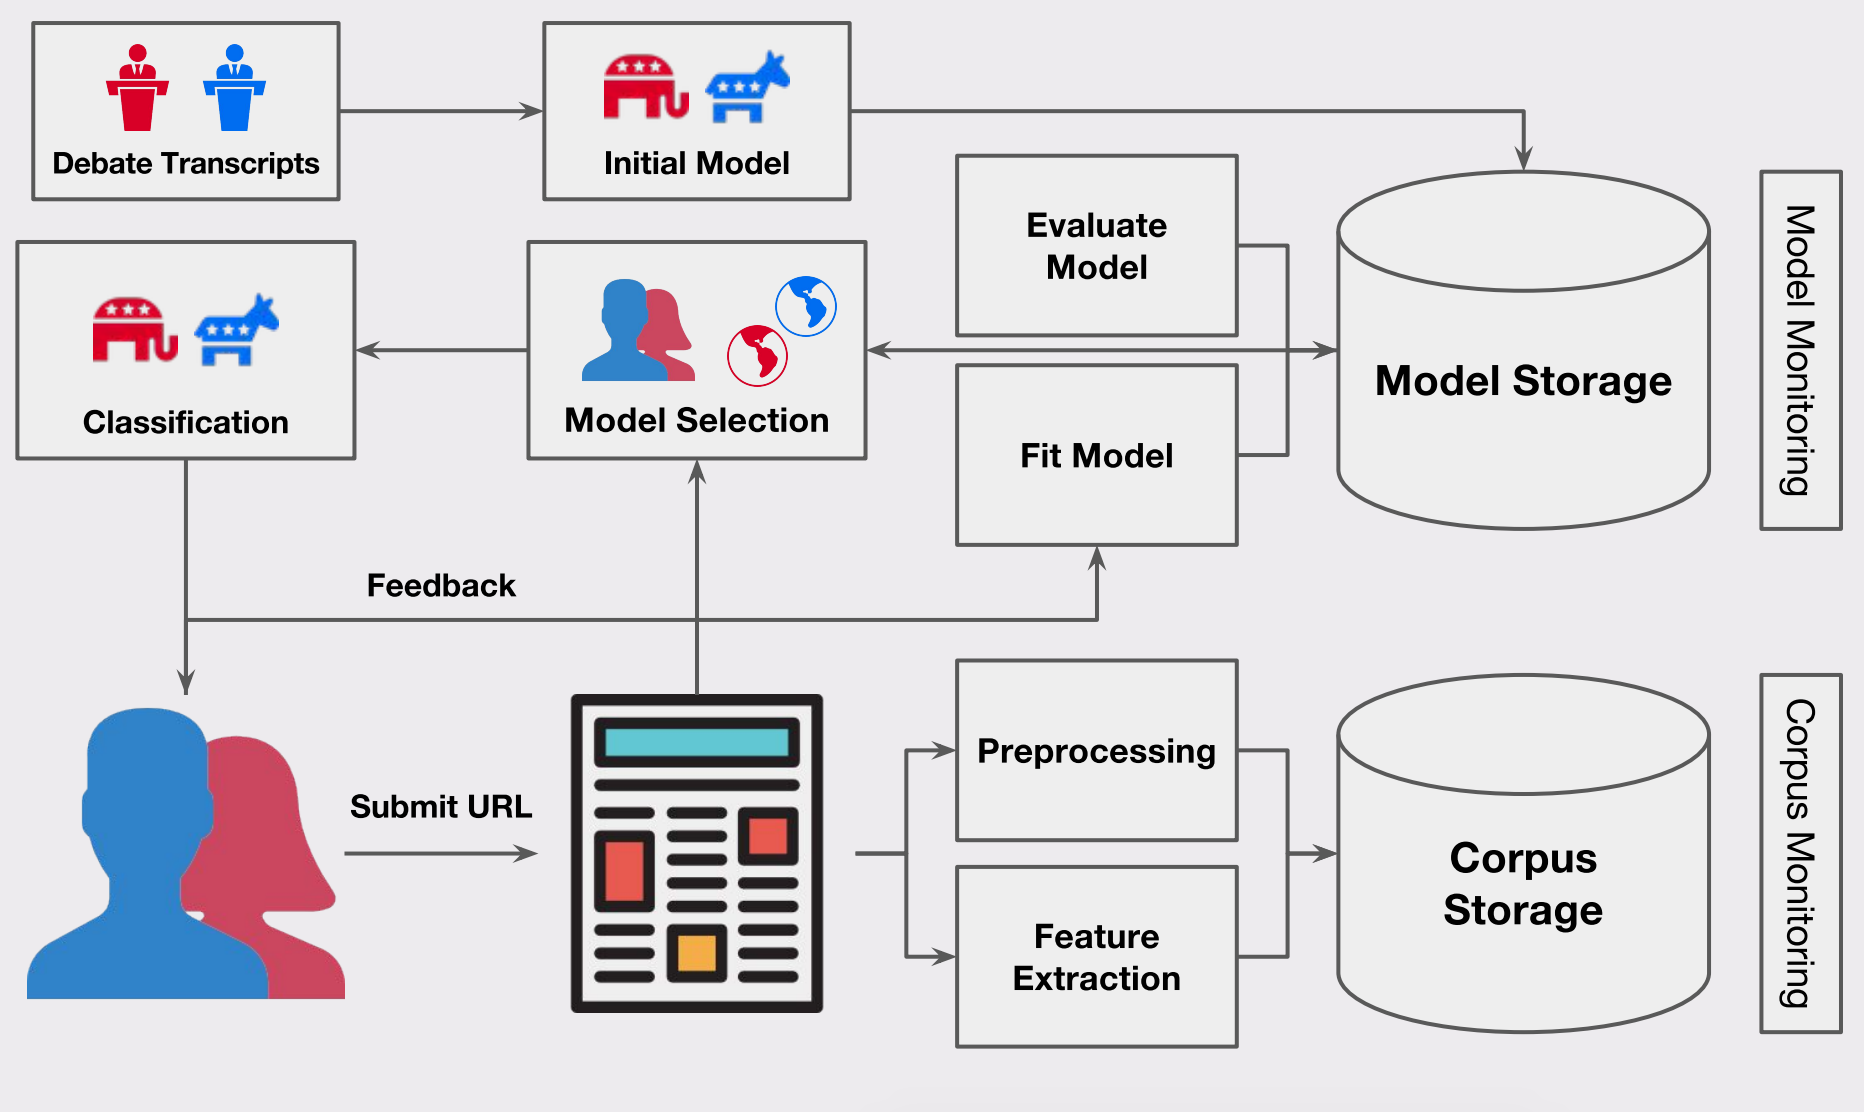 Debate Transcripts
Initial Model
Evaluate
Model
Model Storage
Model Monitoring
Classification
Model Selection
Fit Model
Feedback
Submit URL
Preprocessing
Feature
Extraction
Corpus
Storage
Corpus Monitoring